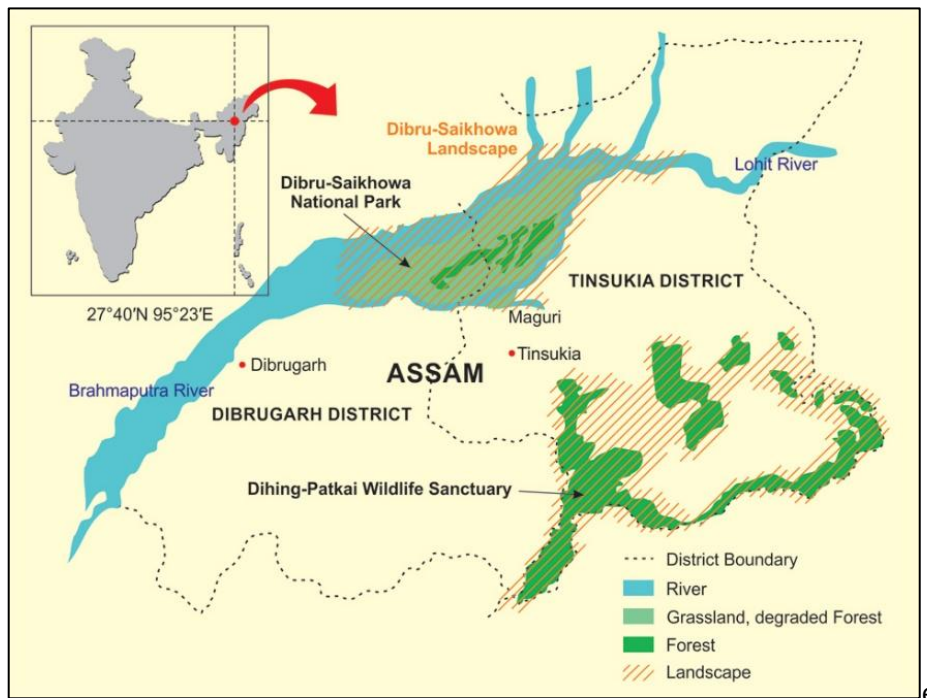 Dibru-Saikhowa
Landscape
Lohit River
Dibru-Saikhowa
National Park
TINSUKIA DISTRICT
27°40′N 95°23′E
Maguri
Tinsukia
Dibrugarh
ASSAM
Brahmaputra River
DIBRUGARH DISTRICT
Dihing-Patkai Wildlife Sanctuary
District Boundary
River
Grassland, degraded Forest
Forest
Landscape